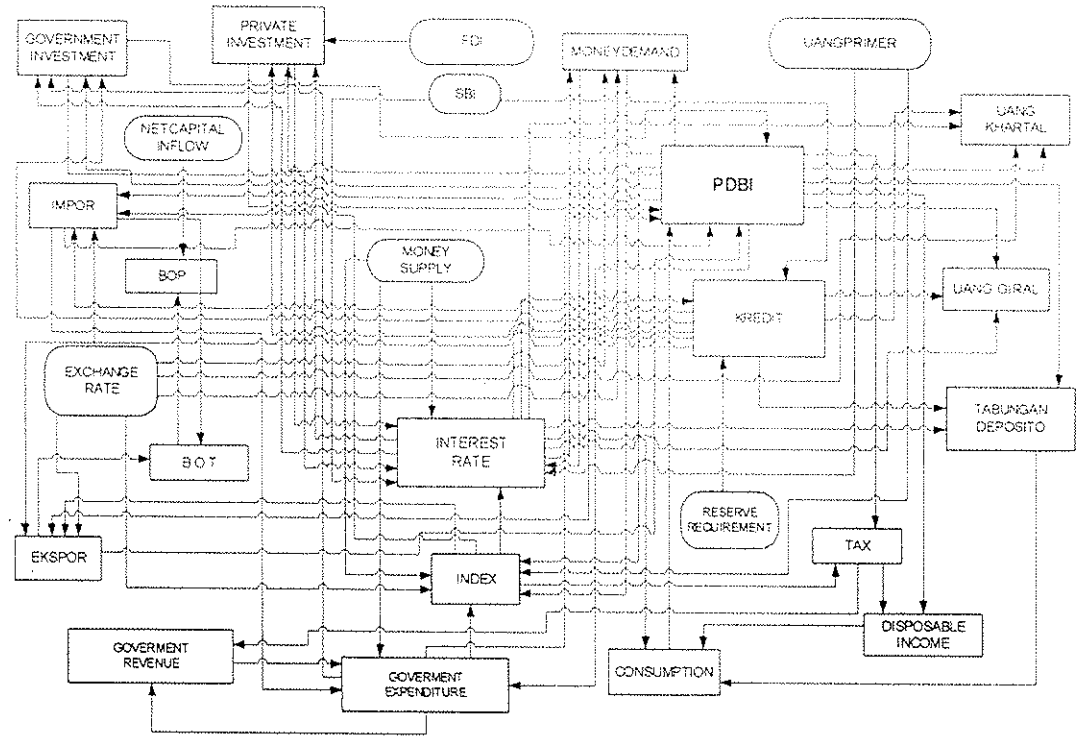 GOVERNMENT
INVESTMENT
PRIVATE
INVESTMENT
FDI
MONEYDEMAND
UANGPRIMER
SBI
UANG
KHARTAL
NETCAPITAL
INFLOW
PDBI
IMPOR
MONEY
SUPPLY
BOP
KREDIT
UANG GIRAL
EXCHANGE
RATE
TABUNGAN
DEPOSITO
INTEREST
RATE
BOT
RESERVE
REQUIREMENT
EKSPOR
TAX
INDEX
DISPOSABLE
INCOME
GOVERMENT
REVENUE
GOVERMENT
EXPENDITURE
CONSUMPTION